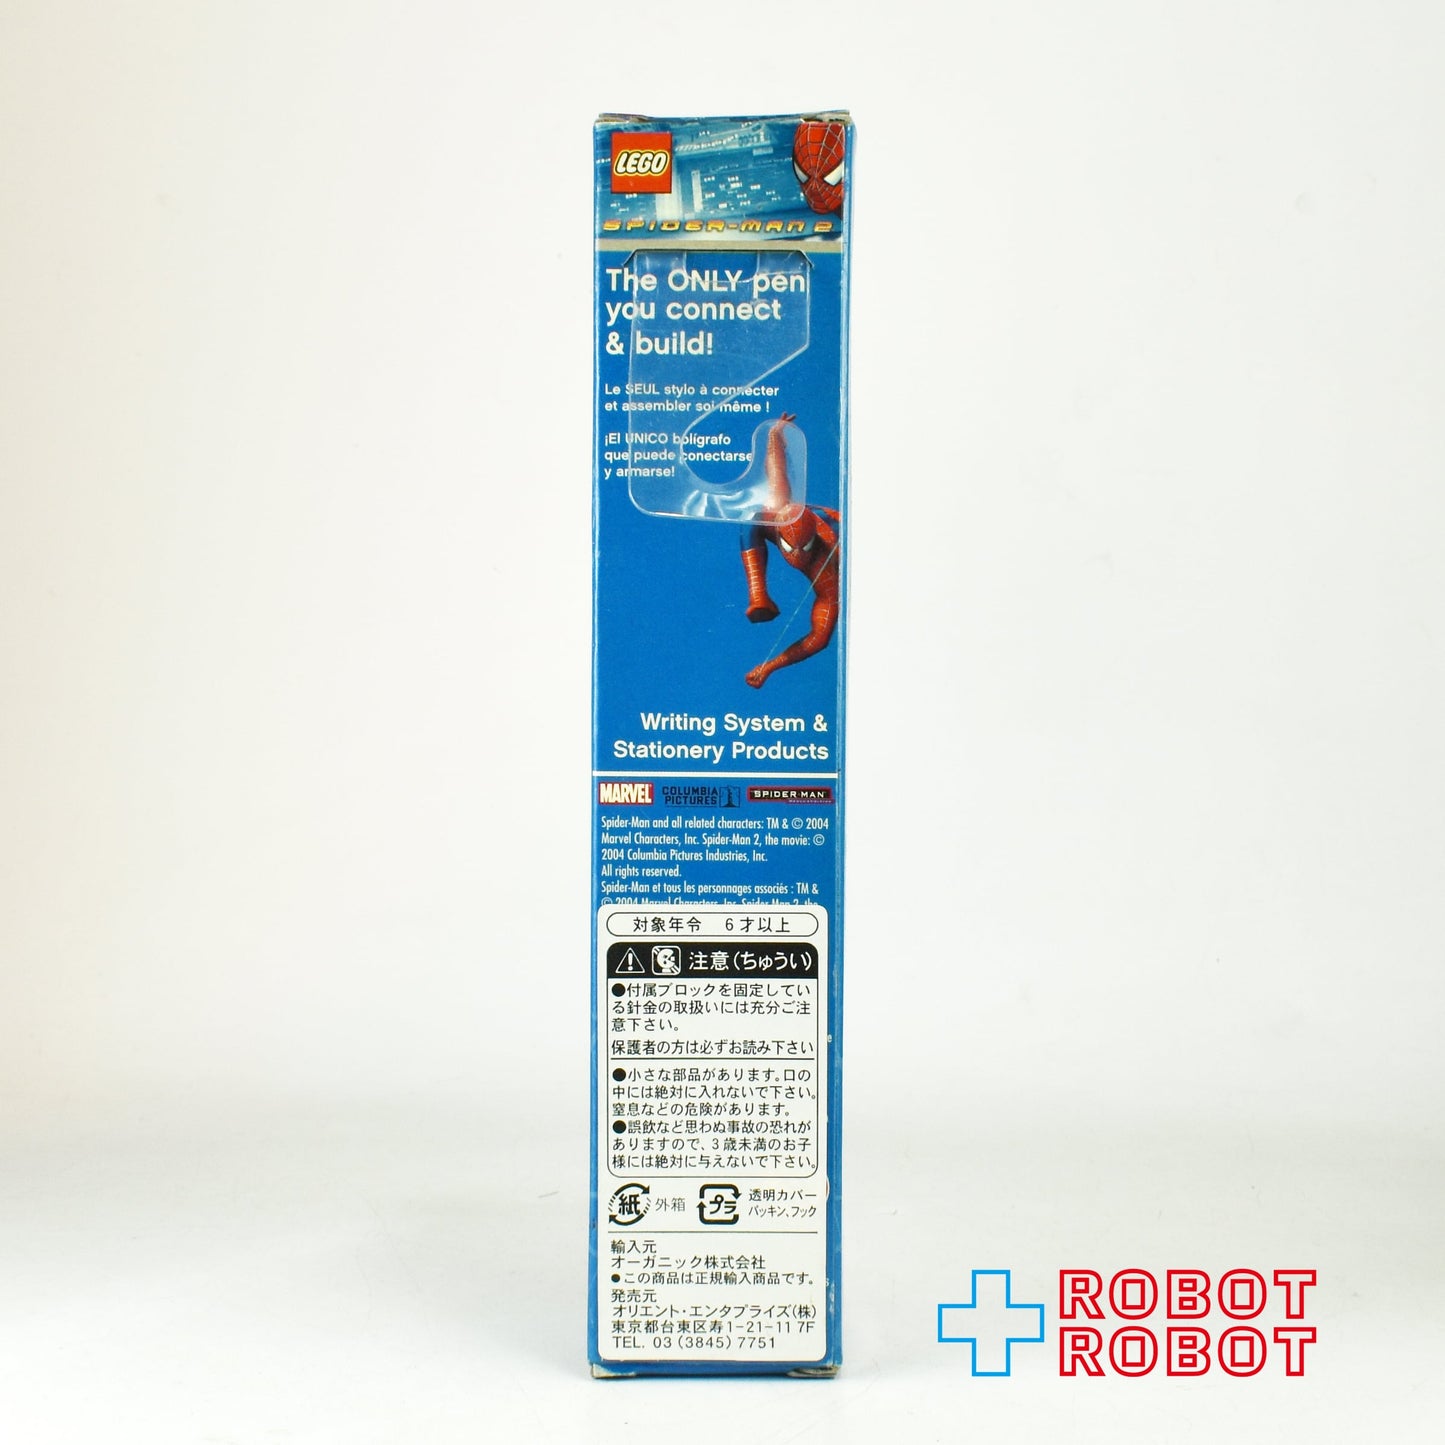 LEGO
SPIDER-MAN 2
The ONLY pen
you connect
& build!
Le SEUL stylo à connecter
et assembler soi même !
¡El UNICO bolígrafo
que puede conectarse
y armarse!
Writing System &
Stationery Products
MARVEL COLUMBIA PICTURES SPIDER-MAN
Spider-Man and all related characters: TM & © 2004
Marvel Characters, Inc. Spider-Man 2, the movie: ©
2004 Columbia Pictures Industries, Inc.
All rights reserved.
Spider-Man et tous les personnages associés : TM &
© 2004 Marvel Characters, Inc. Spider-Man 2, the
対象年令 6才以上
注意(ちゅうい)
●付属ブロックを固定してい
る針金の取扱いには充分ご注
意下さい。
保護者の方は必ずお読み下さい
●小さな部品があります。口の
中には絶対に入れないで下さい。
窒息などの危険があります。
●誤飲など思わぬ事故の恐れが
ありますので、3歳未満のお子
様には絶対に与えないで下さい。
紙 外箱 プラ 透明カバー
パッキン、フック
輸入元
オーガニック株式会社
●この商品は正規輸入商品です。
発売元
オリエント・エンタプライズ(株)
東京都台東区寿1-21-11 7F
TEL. 03 (3845) 7751
ROBOT
ROBOT